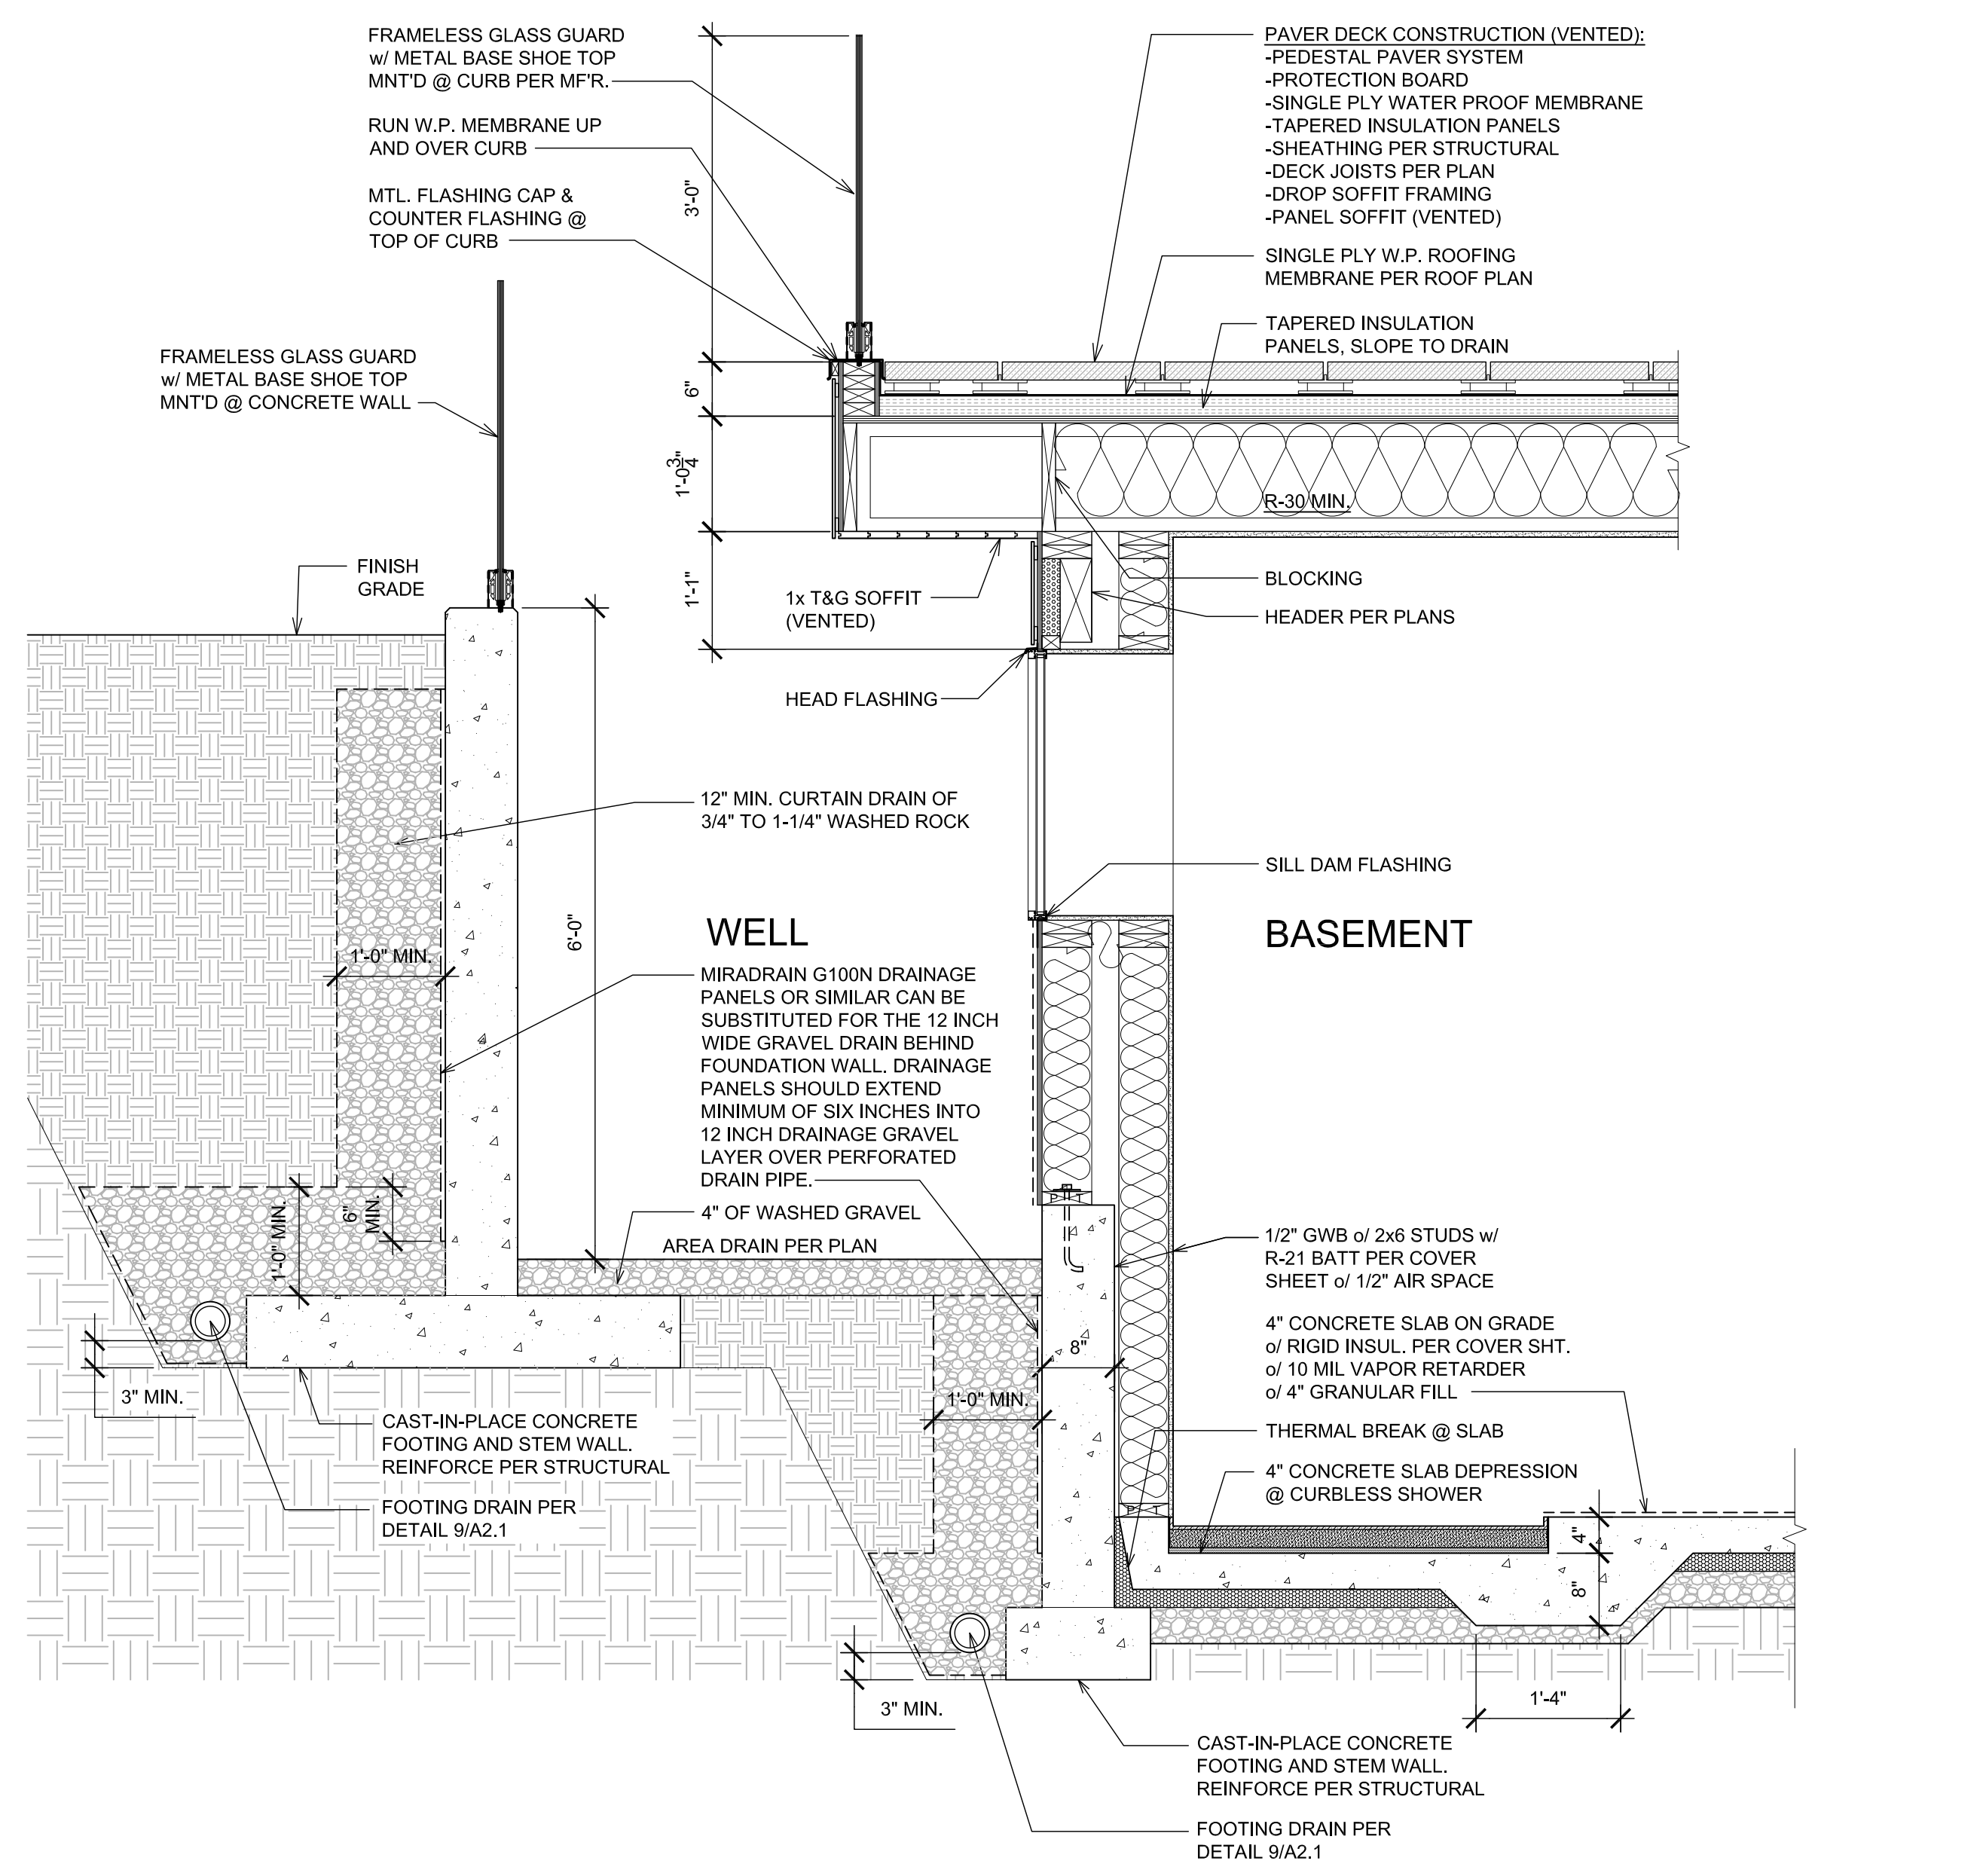 FRAMELESS GLASS GUARD
w/ METAL BASE SHOE TOP
MNT'D @ CURB PER MF'R.
RUN W.P. MEMBRANE UP
AND OVER CURB
MTL. FLASHING CAP &
COUNTER FLASHING @
TOP OF CURB
FRAMELESS GLASS GUARD
w/ METAL BASE SHOE TOP
MNT'D @ CONCRETE WALL
FINISH
GRADE
3'-0"
6"
1'-0 3/4"
1'-1"
PAVER DECK CONSTRUCTION (VENTED):
-PEDESTAL PAVER SYSTEM
-PROTECTION BOARD
-SINGLE PLY WATER PROOF MEMBRANE
-TAPERED INSULATION PANELS
-SHEATHING PER STRUCTURAL
-DECK JOISTS PER PLAN
-DROP SOFFIT FRAMING
-PANEL SOFFIT (VENTED)
SINGLE PLY W.P. ROOFING
MEMBRANE PER ROOF PLAN
TAPERED INSULATION
PANELS, SLOPE TO DRAIN
R-30 MIN.
BLOCKING
HEADER PER PLANS
1x T&G SOFFIT
(VENTED)
HEAD FLASHING
12" MIN. CURTAIN DRAIN OF
3/4" TO 1-1/4" WASHED ROCK
SILL DAM FLASHING
6'-0"
WELL
BASEMENT
1'-0" MIN.
MIRADRAIN G100N DRAINAGE
PANELS OR SIMILAR CAN BE
SUBSTITUTED FOR THE 12 INCH
WIDE GRAVEL DRAIN BEHIND
FOUNDATION WALL. DRAINAGE
PANELS SHOULD EXTEND
MINIMUM OF SIX INCHES INTO
12 INCH DRAINAGE GRAVEL
LAYER OVER PERFORATED
DRAIN PIPE.
4" OF WASHED GRAVEL
AREA DRAIN PER PLAN
1'-0" MIN.
6"
MIN.
P T
3" MIN.
CAST-IN-PLACE CONCRETE
FOOTING AND STEM WALL.
REINFORCE PER STRUCTURAL
FOOTING DRAIN PER
DETAIL 9/A2.1
8"
1'-0" MIN.
1/2" GWB o/ 2x6 STUDS w/
R-21 BATT PER COVER
SHEET o/ 1/2" AIR SPACE
4" CONCRETE SLAB ON GRADE
o/ RIGID INSUL. PER COVER SHT.
o/ 10 MIL VAPOR RETARDER
o/ 4" GRANULAR FILL
THERMAL BREAK @ SLAB
4" CONCRETE SLAB DEPRESSION
@ CURBLESS SHOWER
P T
4"
8"
1'-4"
3" MIN.
CAST-IN-PLACE CONCRETE
FOOTING AND STEM WALL.
REINFORCE PER STRUCTURAL
FOOTING DRAIN PER
DETAIL 9/A2.1